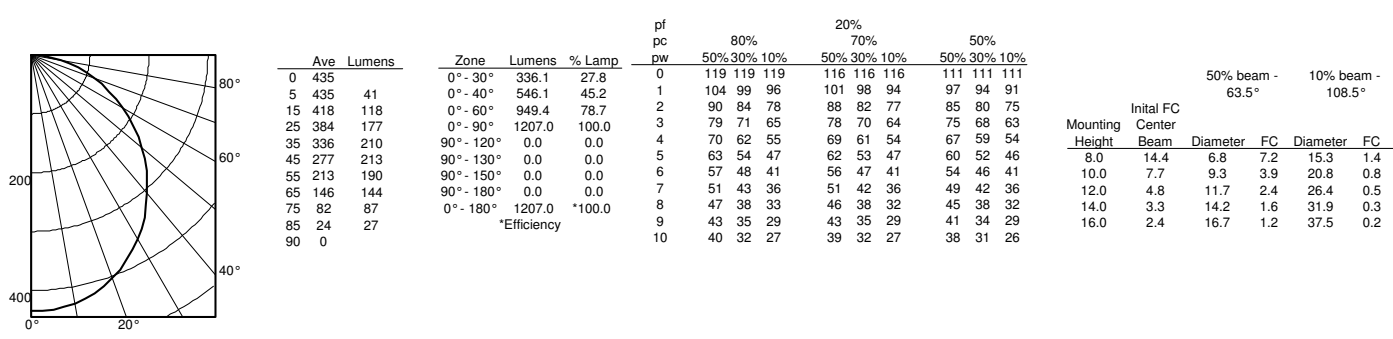 80°
60°
40°
200
400
0° 20°
Ave Lumens
0 435
5 435 41
15 418 118
25 384 177
35 336 210
45 277 213
55 213 190
65 146 144
75 82 87
85 24 27
90 0
Zone Lumens % Lamp
0°- 30° 336.1 27.8
0°- 40° 546.1 45.2
0°- 60° 949.4 78.7
0°- 90° 1207.0 100.0
90°- 120° 0.0 0.0
90°- 130° 0.0 0.0
90°- 150° 0.0 0.0
90°- 180° 0.0 0.0
0°- 180° 1207.0 *100.0
*Efficiency
pf 20%
pc 80% 70% 50%
pw 50% 30% 10% 50% 30% 10% 50% 30% 10%
0 119 119 119 116 116 116 111 111 111
1 104 99 96 101 98 94 97 94 91
2 90 84 78 88 82 77 85 80 75
3 79 71 65 78 70 64 75 68 63
4 70 62 55 69 61 54 67 59 54
5 63 54 47 62 53 47 60 52 46
6 57 48 41 56 47 41 54 46 41
7 51 43 36 51 42 36 49 42 36
8 47 38 33 46 38 32 45 38 32
9 43 35 29 43 35 29 41 34 29
10 40 32 27 39 32 27 38 31 26
50% beam - 10% beam -
63.5° 108.5°
Inital FC
Mounting Center
Height Beam Diameter FC Diameter FC
8.0 14.4 6.8 7.2 15.3 1.4
10.0 7.7 9.3 3.9 20.8 0.8
12.0 4.8 11.7 2.4 26.4 0.5
14.0 3.3 14.2 1.6 31.9 0.3
16.0 2.4 16.7 1.2 37.5 0.2